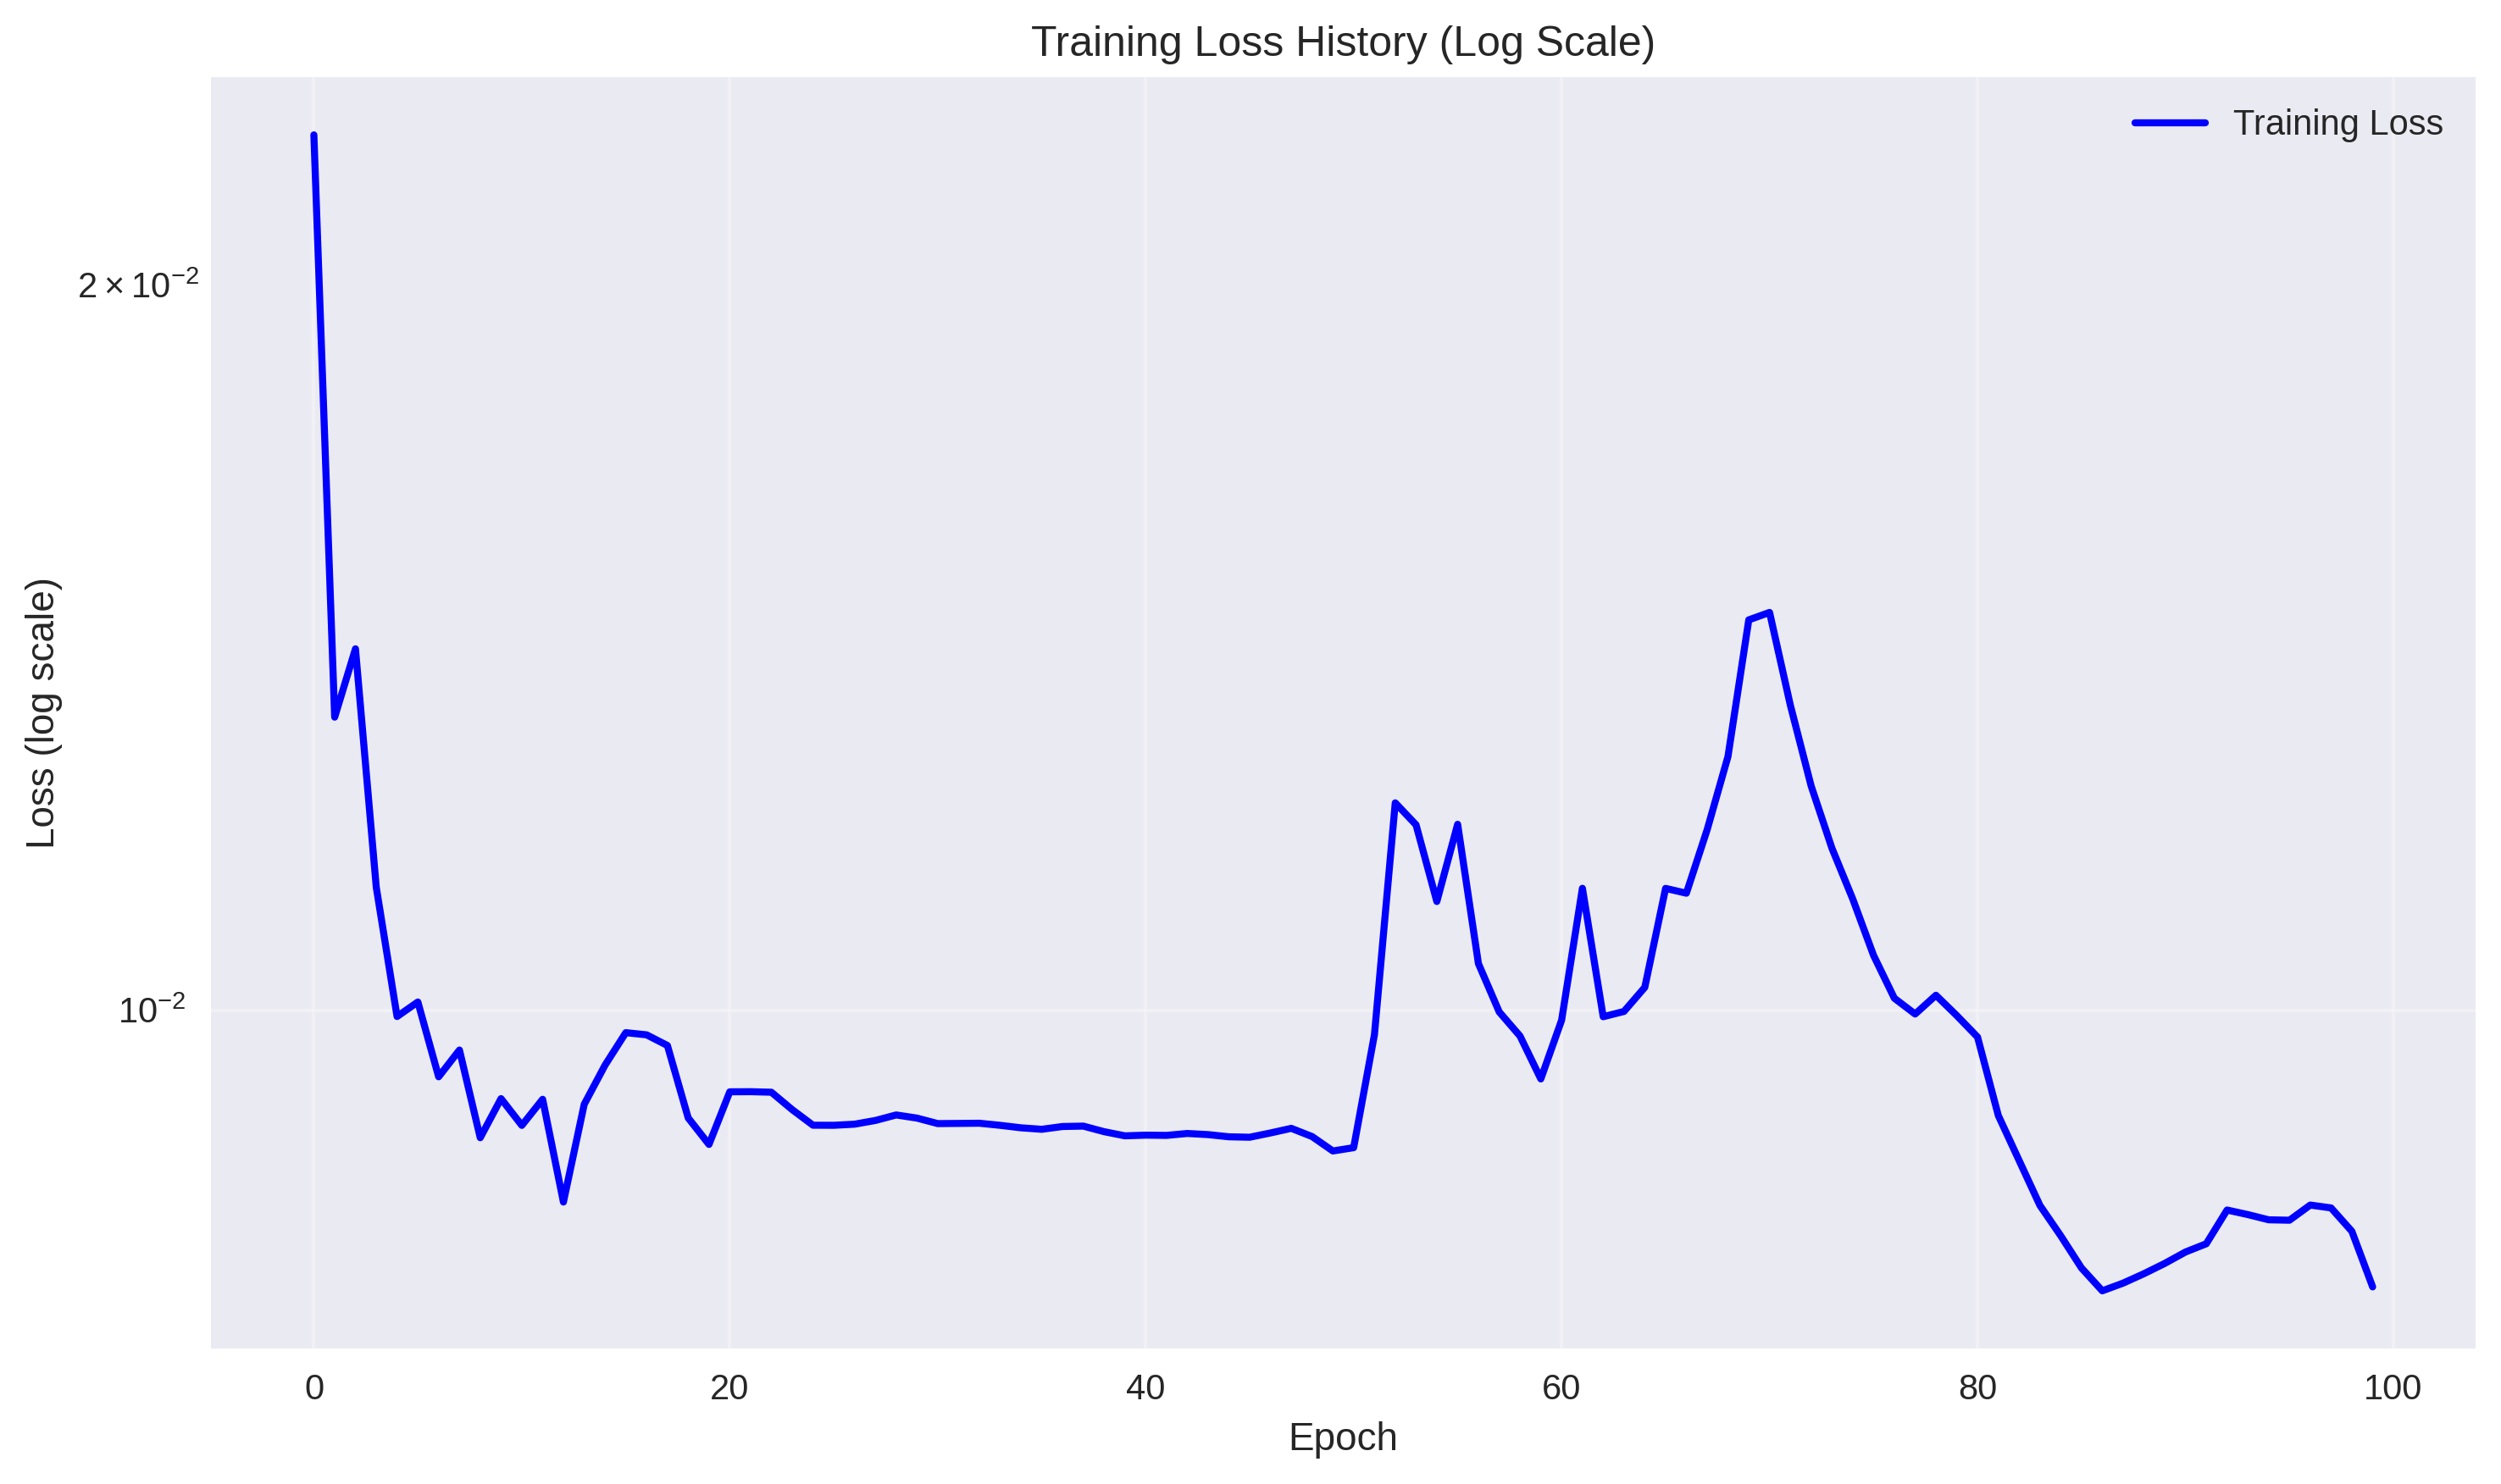 Training Loss History (Log Scale)
Training Loss
2 × 10⁻²
Loss (log scale)
10⁻²
0 20 40 60 80 100
Epoch